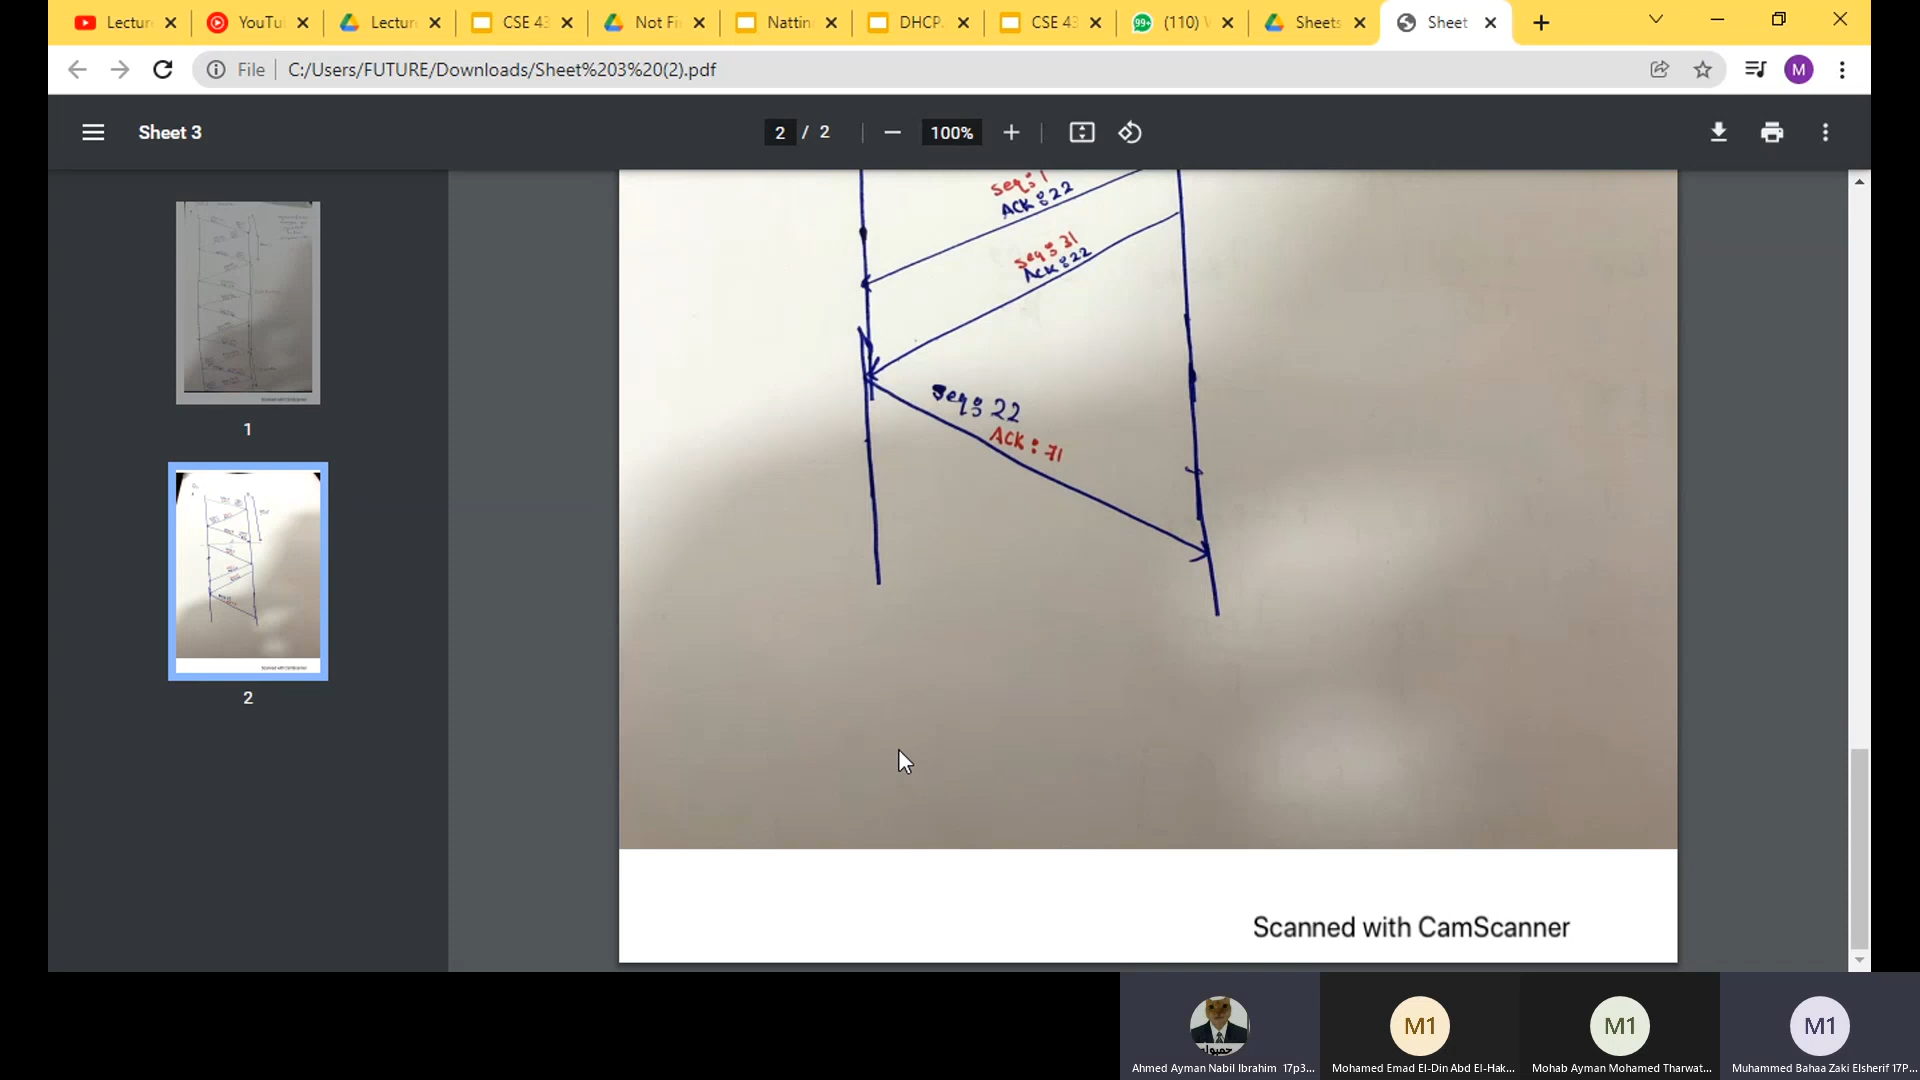 Lectur
YouTu
Lectur
CSE 43
Not Fi
Nattin
DHCP.
CSE 43
(110)
Sheets
Sheet
File
C:/Users/FUTURE/Downloads/Sheet%203%20(2).pdf
M
Sheet 3
2 / 2
100%
1
2
seq:1
ACK:22
seq:31
ACK:22
seq: 22
ACK: 71
Scanned with CamScanner
99+
M1
M1
M1
Ahmed Ayman Nabil Ibrahim 17p3...
Mohamed Emad El-Din Abd El-Hak...
Mohab Ayman Mohamed Tharwat...
Muhammed Bahaa Zaki Elsherif 17P...